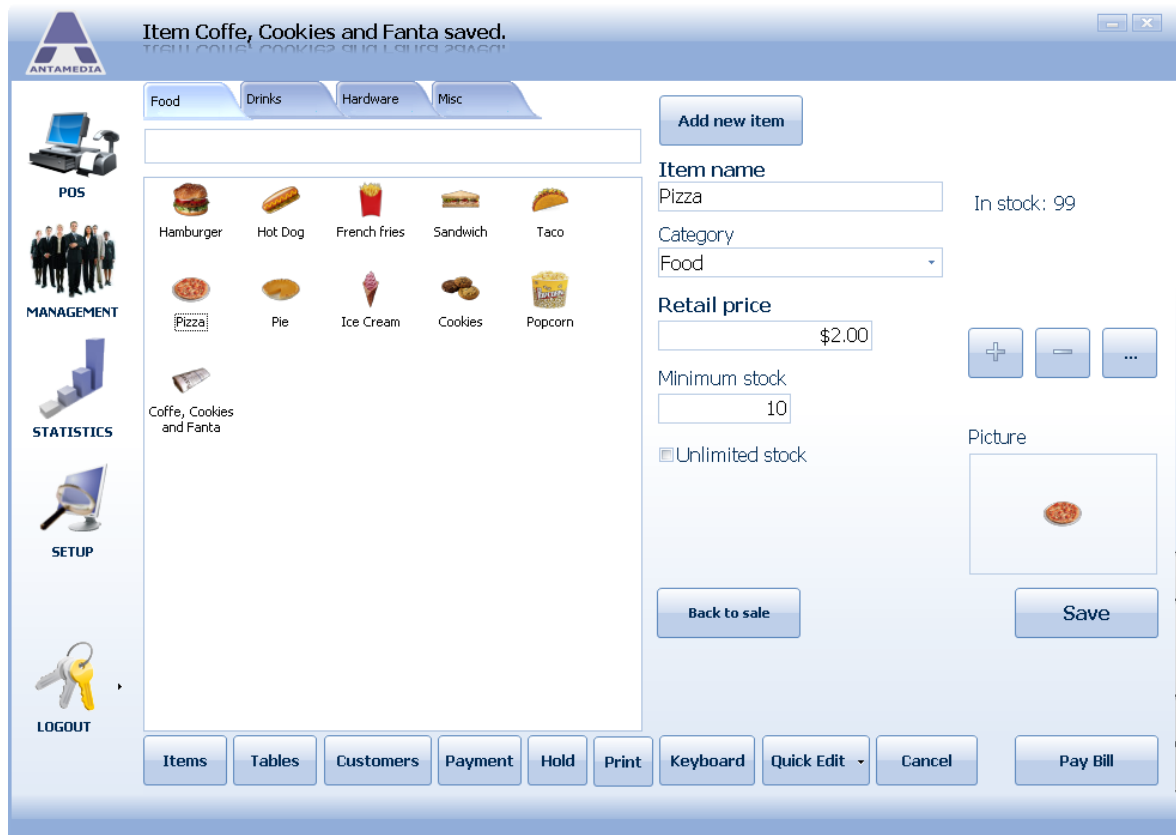 Item Coffe, Cookies and Fanta saved.
ANTAMEDIA
Food
Drinks
Hardware
Misc
Add new item
Item name
Pizza
In stock: 99
Category
Food
Retail price
$2.00
...
Minimum stock
10
Unlimited stock
Picture
Back to sale
Save
POS
MANAGEMENT
STATISTICS
SETUP
LOGOUT
Hamburger
Hot Dog
French fries
Sandwich
Taco
Pizza
Pie
Ice Cream
Cookies
Popcorn
Coffe, Cookies
and Fanta
Items
Tables
Customers
Payment
Hold
Print
Keyboard
Quick Edit
Cancel
Pay Bill